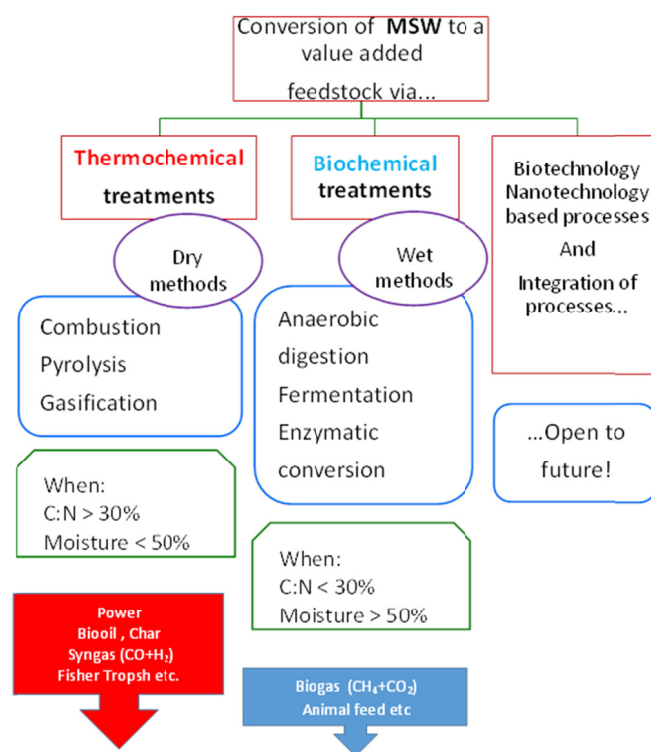 Conversion of MSW to a
value added
feedstock via...
Thermochemical
treatments
Biochemical
treatments
Biotechnology
Nanotechnology
based processes
And
Integration of
processes...
Dry
methods
Wet
methods
Combustion
Pyrolysis
Gasification
Anaerobic
digestion
Fermentation
Enzymatic
conversion
...Open to
future!
When:
C:N > 30%
Moisture < 50%
When:
C:N < 30%
Moisture > 50%
Power
Biooil , Char
Syngas (CO+H₂)
Fisher Tropsh etc.
Biogas (CH₄+CO₂)
Animal feed etc